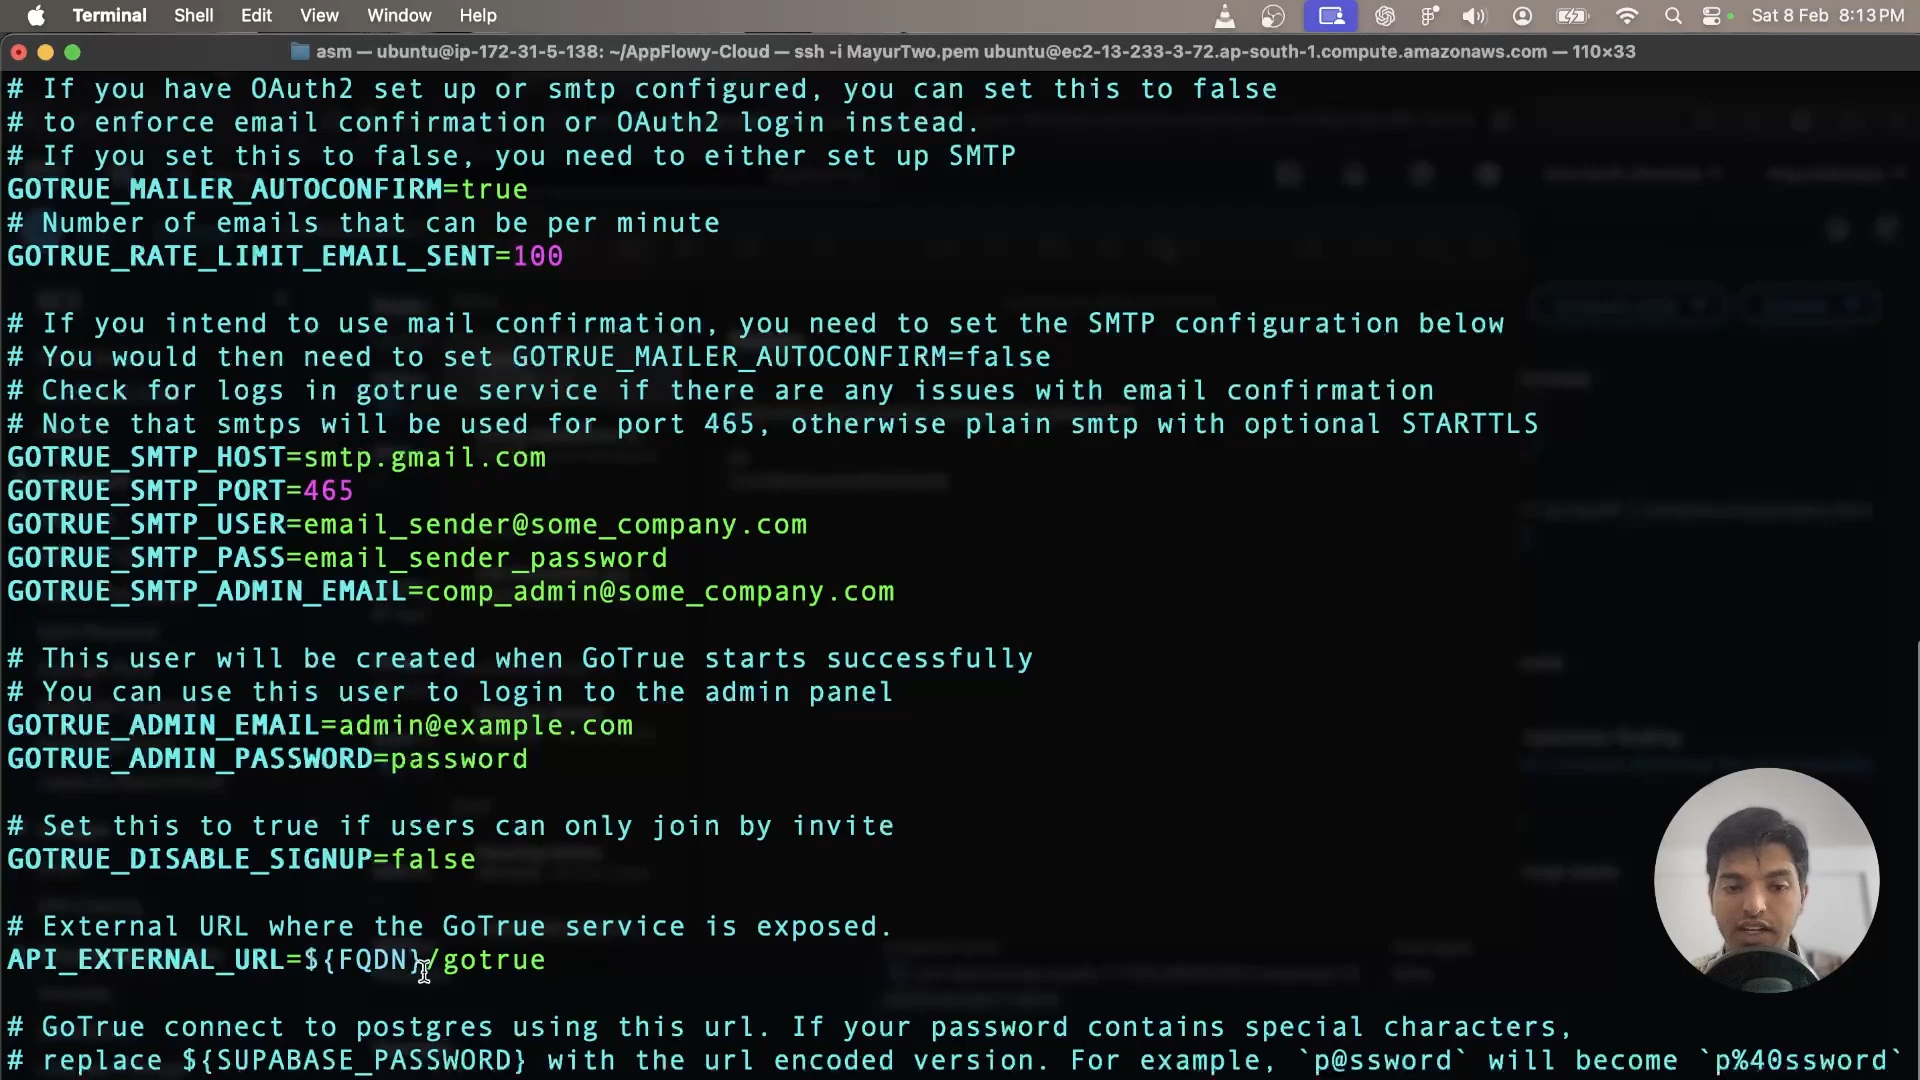 Terminal Shell Edit View Window Help Sat 8 Feb 8:13 PM
asm — ubuntu@ip-172-31-5-138: ~/AppFlowy-Cloud — ssh -i MayurTwo.pem ubuntu@ec2-13-233-3-72.ap-south-1.compute.amazonaws.com — 110×33
# If you have OAuth2 set up or smtp configured, you can set this to false
# to enforce email confirmation or OAuth2 login instead.
# If you set this to false, you need to either set up SMTP
GOTRUE_MAILER_AUTOCONFIRM=true
# Number of emails that can be per minute
GOTRUE_RATE_LIMIT_EMAIL_SENT=100
# If you intend to use mail confirmation, you need to set the SMTP configuration below
# You would then need to set GOTRUE_MAILER_AUTOCONFIRM=false
# Check for logs in gotrue service if there are any issues with email confirmation
# Note that smtps will be used for port 465, otherwise plain smtp with optional STARTTLS
GOTRUE_SMTP_HOST=smtp.gmail.com
GOTRUE_SMTP_PORT=465
GOTRUE_SMTP_USER=email_sender@some_company.com
GOTRUE_SMTP_PASS=email_sender_password
GOTRUE_SMTP_ADMIN_EMAIL=comp_admin@some_company.com
# This user will be created when GoTrue starts successfully
# You can use this user to login to the admin panel
GOTRUE_ADMIN_EMAIL=admin@example.com
GOTRUE_ADMIN_PASSWORD=password
# Set this to true if users can only join by invite
GOTRUE_DISABLE_SIGNUP=false
# External URL where the GoTrue service is exposed.
API_EXTERNAL_URL=${FQDN}/gotrue
# GoTrue connect to postgres using this url. If your password contains special characters,
# replace ${SUPABASE_PASSWORD} with the url encoded version. For example, `p@ssword` will become `p%40ssword`